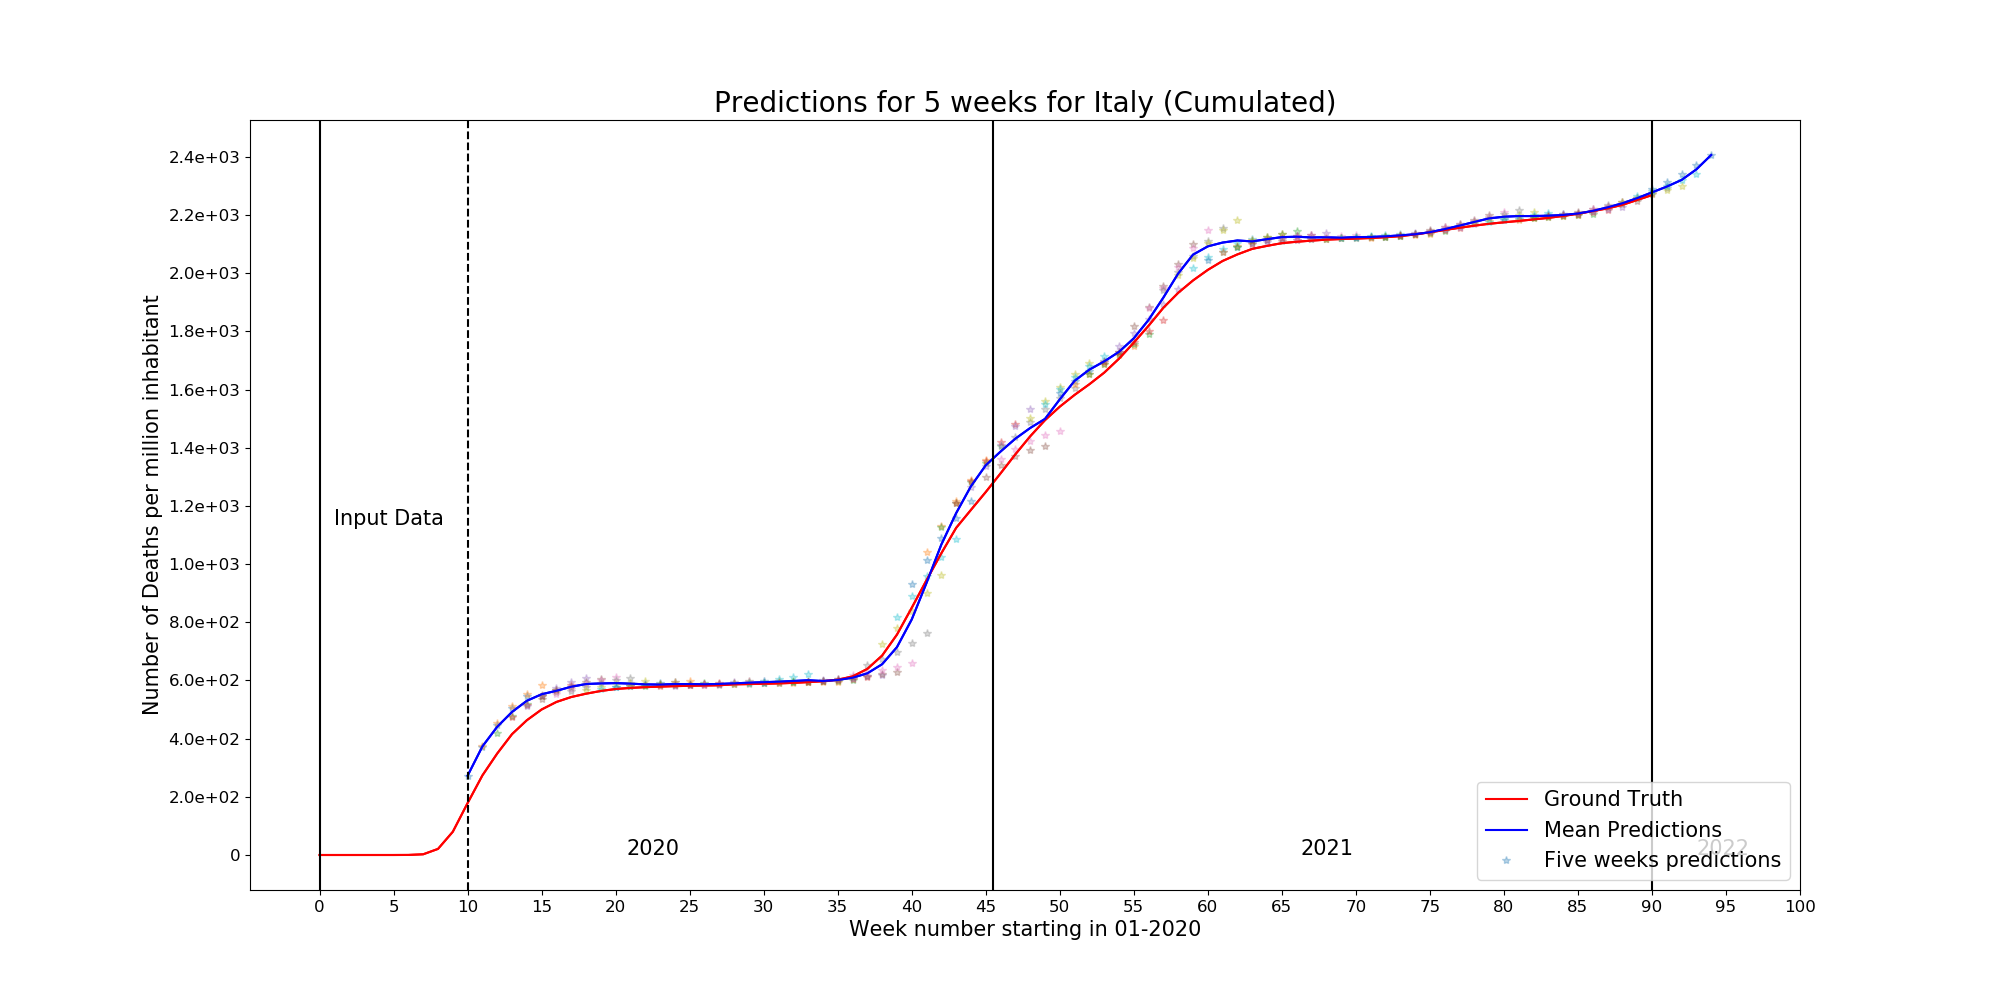 Predictions for 5 weeks for Italy (Cumulated)
Number of Deaths per million inhabitant
2.4e+03
2.2e+03
2.0e+03
1.8e+03
1.6e+03
1.4e+03
1.2e+03
1.0e+03
8.0e+02
6.0e+02
4.0e+02
2.0e+02
0
Input Data
2020
2021
2022
Ground Truth
Mean Predictions
Five weeks predictions
0 5 10 15 20 25 30 35 40 45 50 55 60 65 70 75 80 85 90 95 100
Week number starting in 01-2020